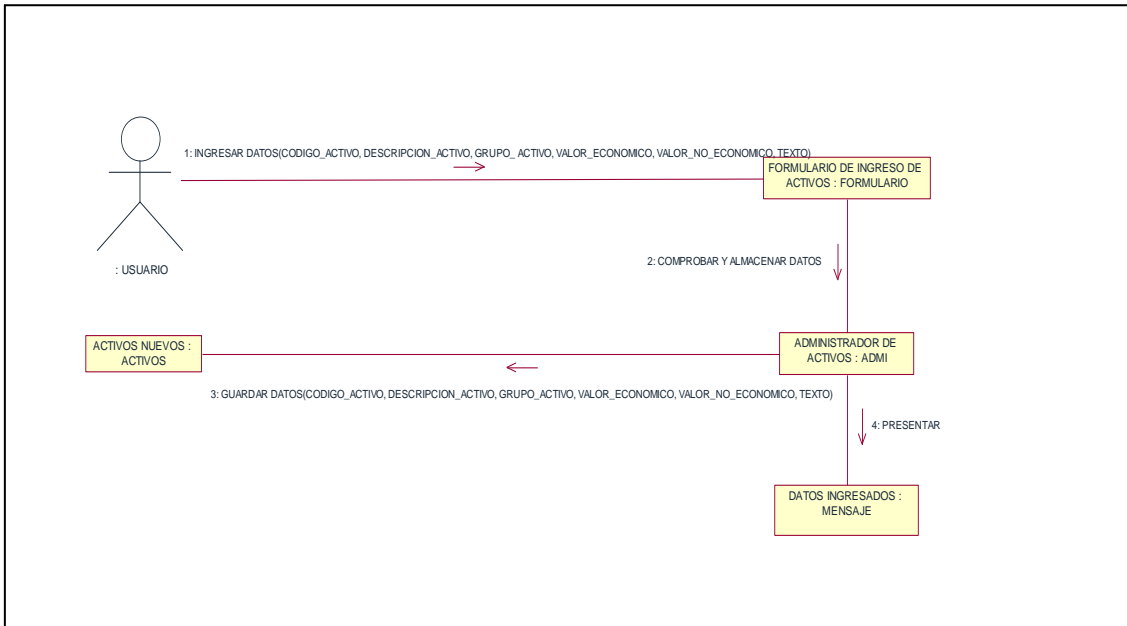 1: INGRESAR DATOS(CODIGO_ACTIVO, DESCRIPCION_ACTIVO, GRUPO_ ACTIVO, VALOR_ECONOMICO, VALOR_NO_ECONOMICO, TEXTO)
FORMULARIO DE INGRESO DE
ACTIVOS : FORMULARIO
: USUARIO
2: COMPROBAR Y ALMACENAR DATOS
ACTIVOS NUEVOS :
ACTIVOS
ADMINISTRADOR DE
ACTIVOS : ADMI
3: GUARDAR DATOS(CODIGO_ACTIVO, DESCRIPCION_ACTIVO, GRUPO_ACTIVO, VALOR_ECONOMICO, VALOR_NO_ECONOMICO, TEXTO)
4: PRESENTAR
DATOS INGRESADOS :
MENSAJE